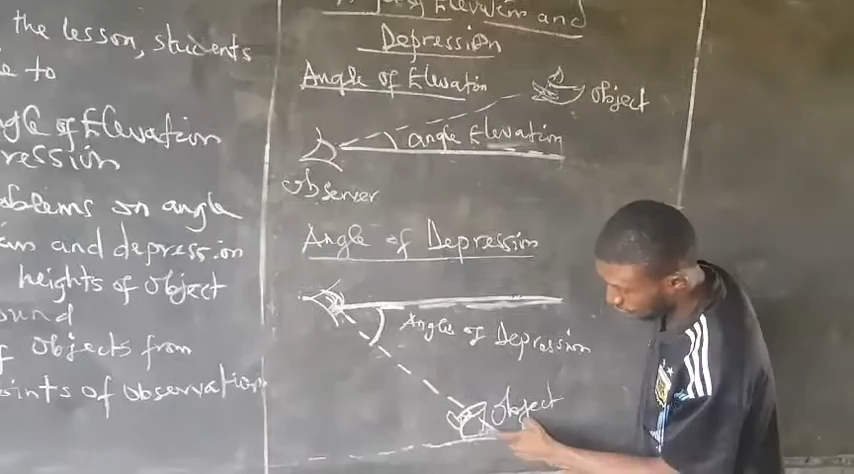 the lesson, students
e to
gle of Elevation
ression
oblems on angle
and depression
heights of Object
ound
f Objects from
oints of observation
Elevation and
Depression
Angle of Elevation
Object
angle Elevation
Observer
Angle of Depression
Angle of Depression
Object